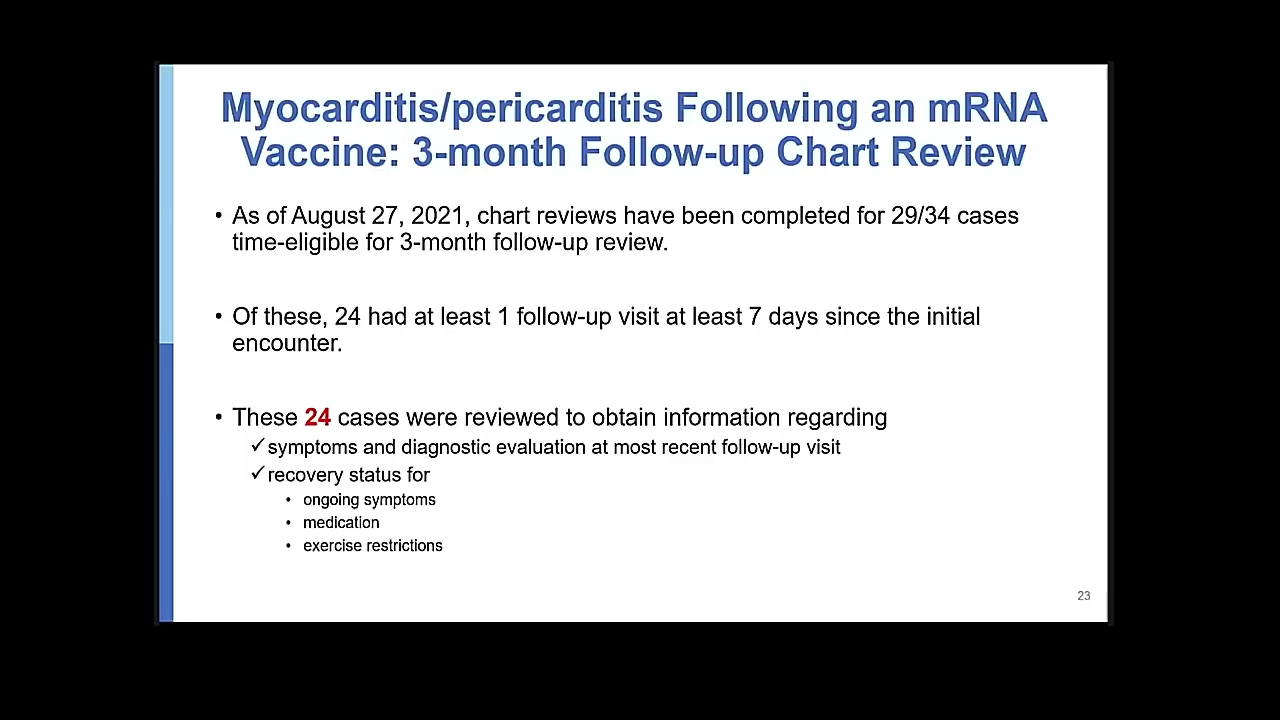 Myocarditis/pericarditis Following an mRNA
Vaccine: 3-month Follow-up Chart Review
• As of August 27, 2021, chart reviews have been completed for 29/34 cases
time-eligible for 3-month follow-up review.
• Of these, 24 had at least 1 follow-up visit at least 7 days since the initial
encounter.
• These 24 cases were reviewed to obtain information regarding
✓symptoms and diagnostic evaluation at most recent follow-up visit
✓recovery status for
• ongoing symptoms
• medication
• exercise restrictions
23